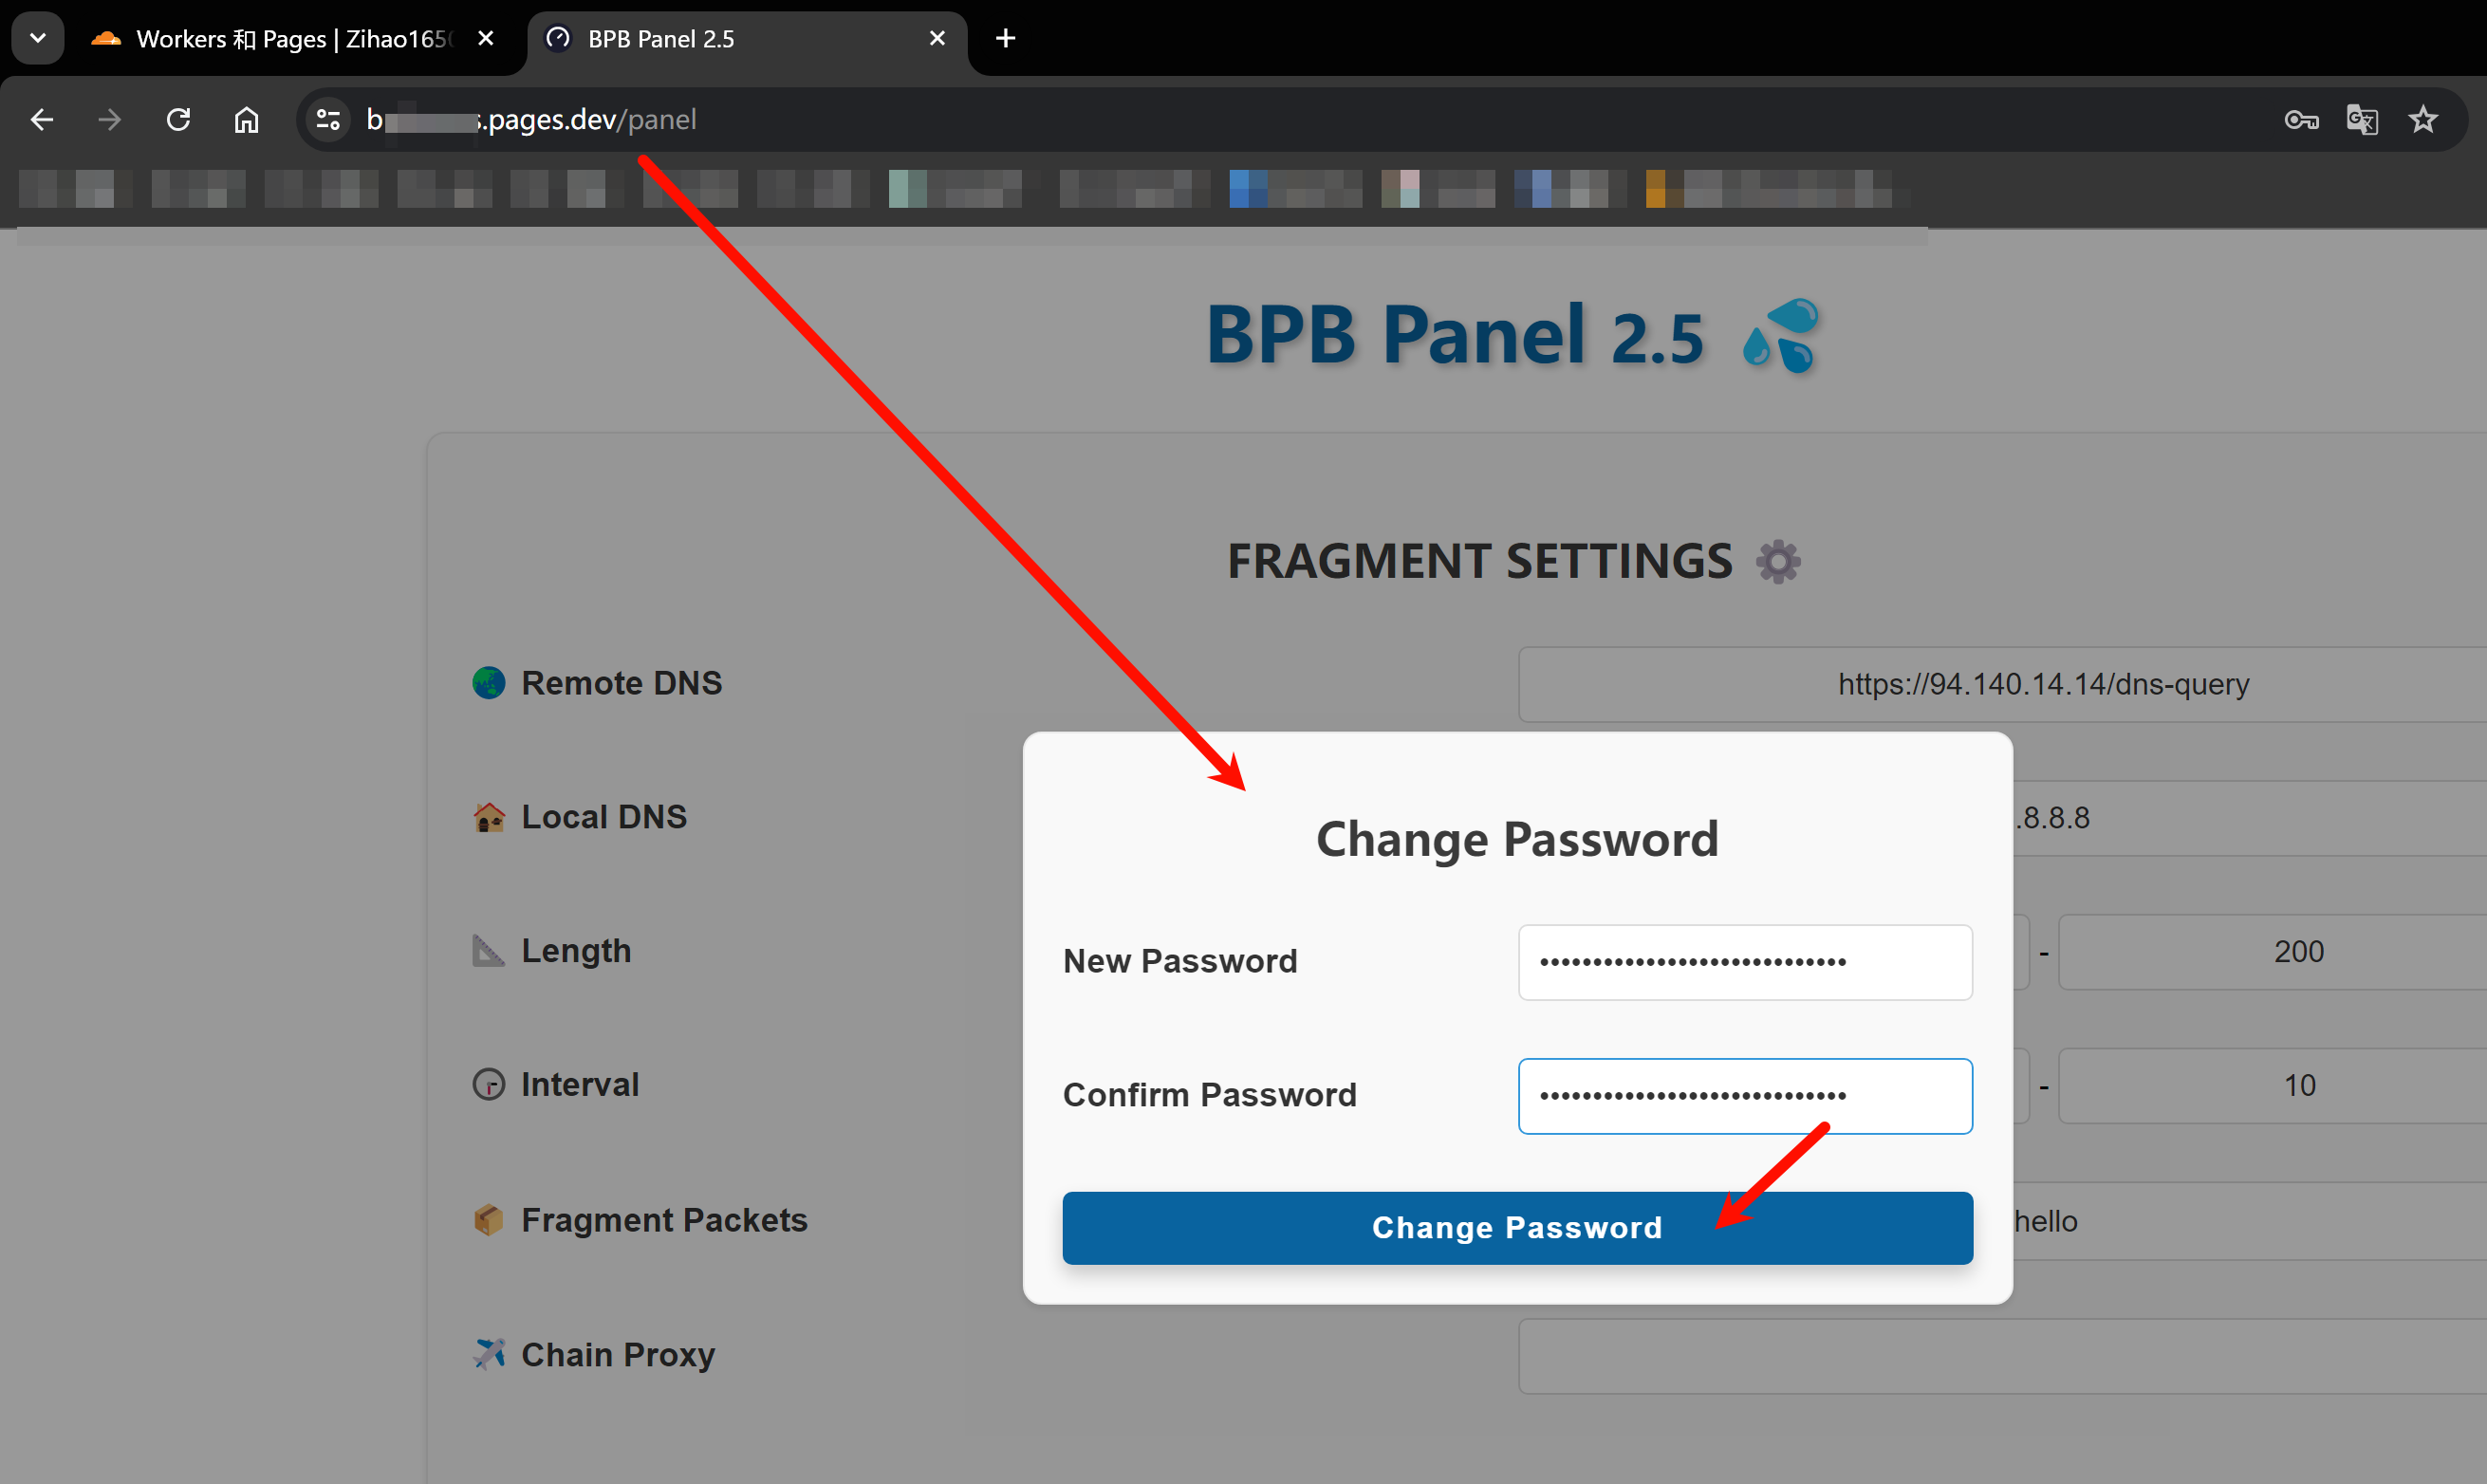 Workers 和 Pages | Zihao165
BPB Panel 2.5
b
s.pages.dev/panel
BPB Panel 2.5
FRAGMENT SETTINGS
Remote DNS
https://94.140.14.14/dns-query
Local DNS
.8.8.8
Change Password
Length
- 200
New Password
••••••••••••••••••••••••••••••
Interval
- 10
Confirm Password
••••••••••••••••••••••••••••••
Fragment Packets
hello
Change Password
Chain Proxy